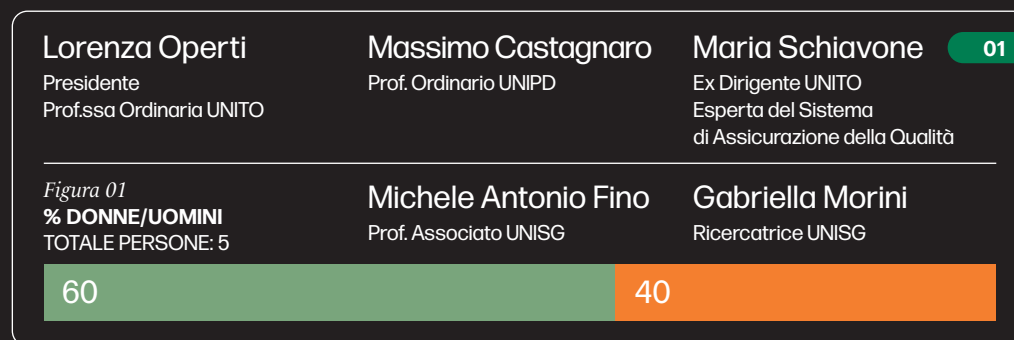 Lorenza Operti
Presidente
Prof.ssa Ordinaria UNITO
Massimo Castagnaro
Prof. Ordinario UNIPD
Maria Schiavone
Ex Dirigente UNITO
Esperta del Sistema
di Assicurazione della Qualità
01
Figura 01
% DONNE/UOMINI
TOTALE PERSONE: 5
Michele Antonio Fino
Prof. Associato UNISG
Gabriella Morini
Ricercatrice UNISG
60
40